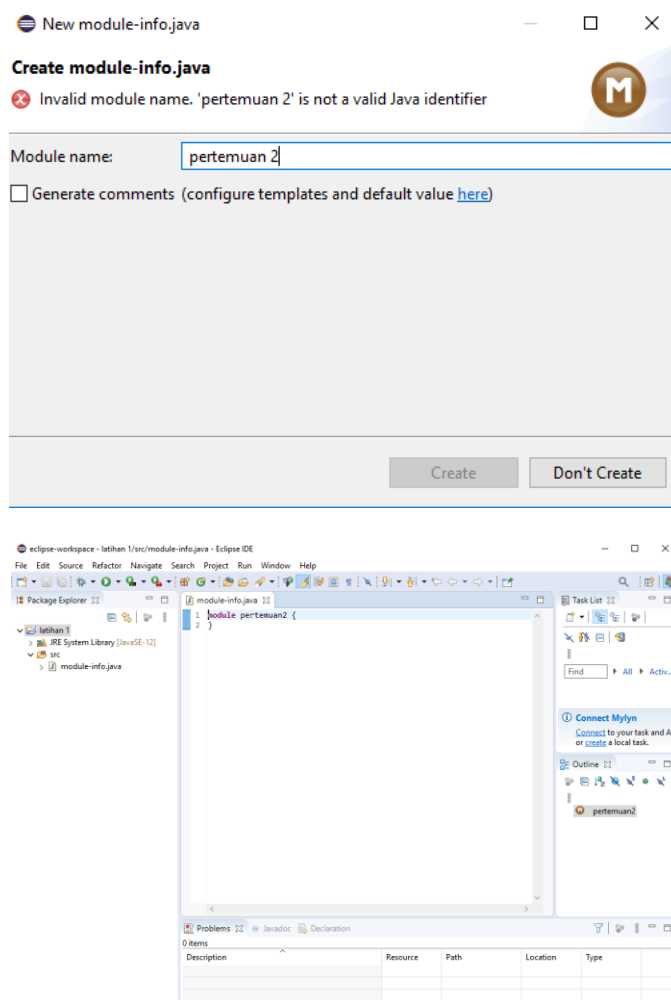 New module-info.java
Create module-info.java
Invalid module name. 'pertemuan 2' is not a valid Java identifier
M
Module name:
pertemuan 2
Generate comments (configure templates and default value here)
Create
Don't Create
eclipse-workspace - latihan 1/src/module-info.java - Eclipse IDE
File Edit Source Refactor Navigate Search Project Run Window Help
Package Explorer
latihan 1
JRE System Library [JavaSE-12]
src
module-info.java
module-info.java
1 module pertemuan2 {
2 }
Task List
Find
All
Activ...
Connect Mylyn
Connect to your task and A
or create a local task.
Outline
pertemuan2
Problems Javadoc Declaration
0 items
Description Resource Path Location Type